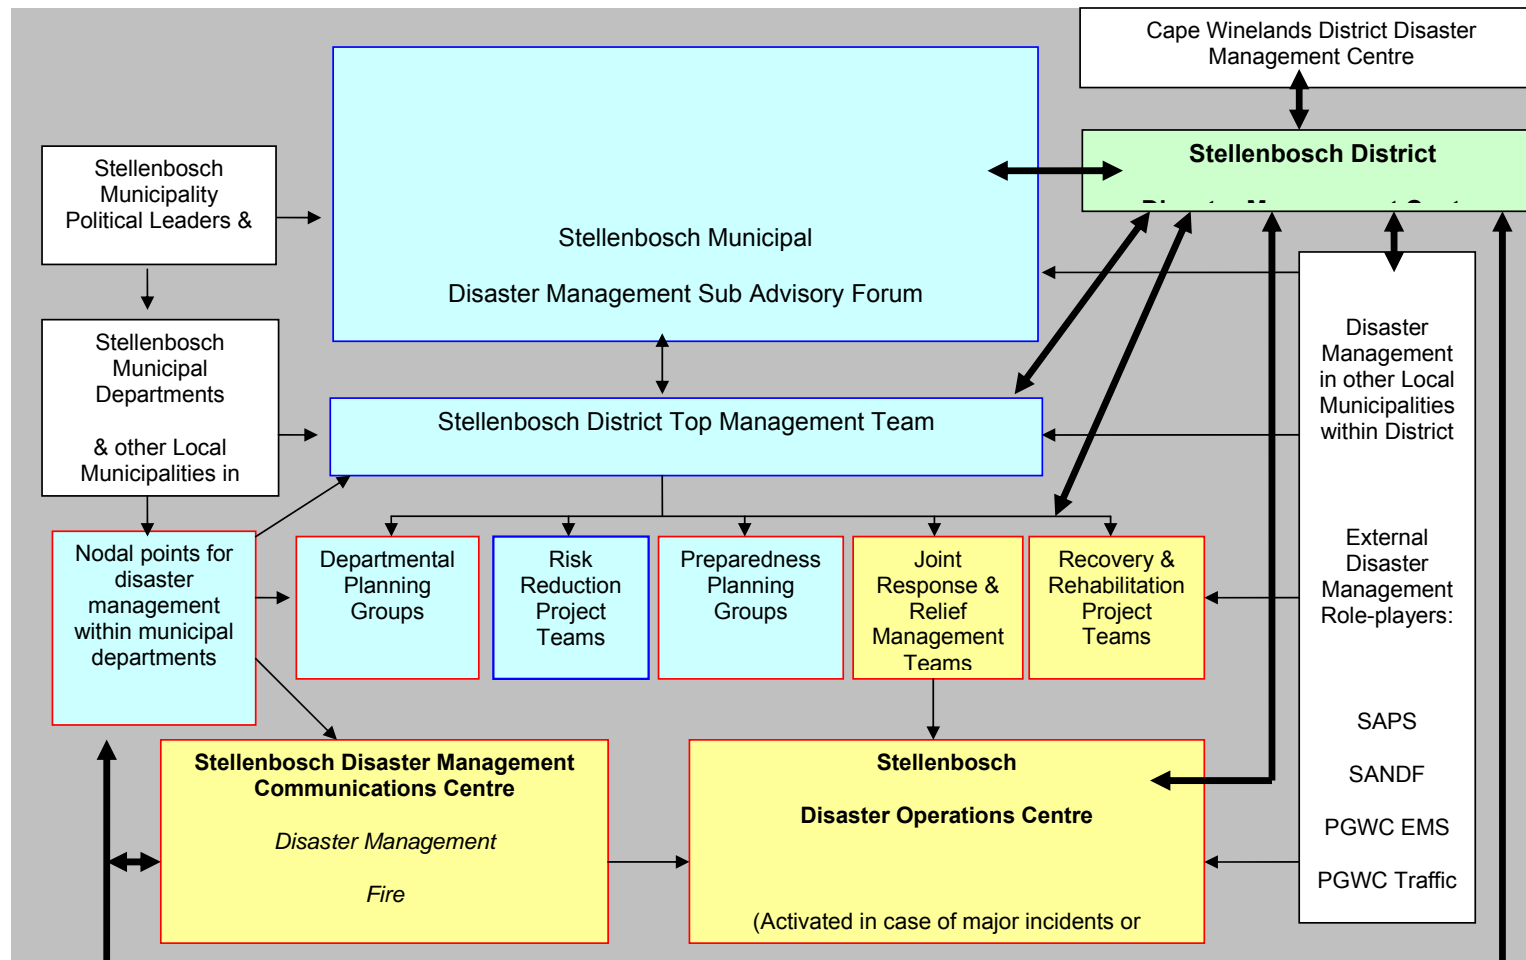 Cape Winelands District Disaster
Management Centre
Stellenbosch District
Stellenbosch
Municipality
Political Leaders &
Stellenbosch Municipal
Disaster Management Sub Advisory Forum
Stellenbosch
Municipal
Departments
& other Local
Municipalities in
Stellenbosch District Top Management Team
Disaster
Management
in other Local
Municipalities
within District
External
Disaster
Management
Role-players:
SAPS
SANDF
PGWC EMS
PGWC Traffic
Nodal points for
disaster
management
within municipal
departments
Departmental
Planning
Groups
Risk
Reduction
Project
Teams
Preparedness
Planning
Groups
Joint
Response &
Relief
Management
Teams
Recovery &
Rehabilitation
Project
Teams
Stellenbosch Disaster Management
Communications Centre
Disaster Management
Fire
Stellenbosch
Disaster Operations Centre
(Activated in case of major incidents or